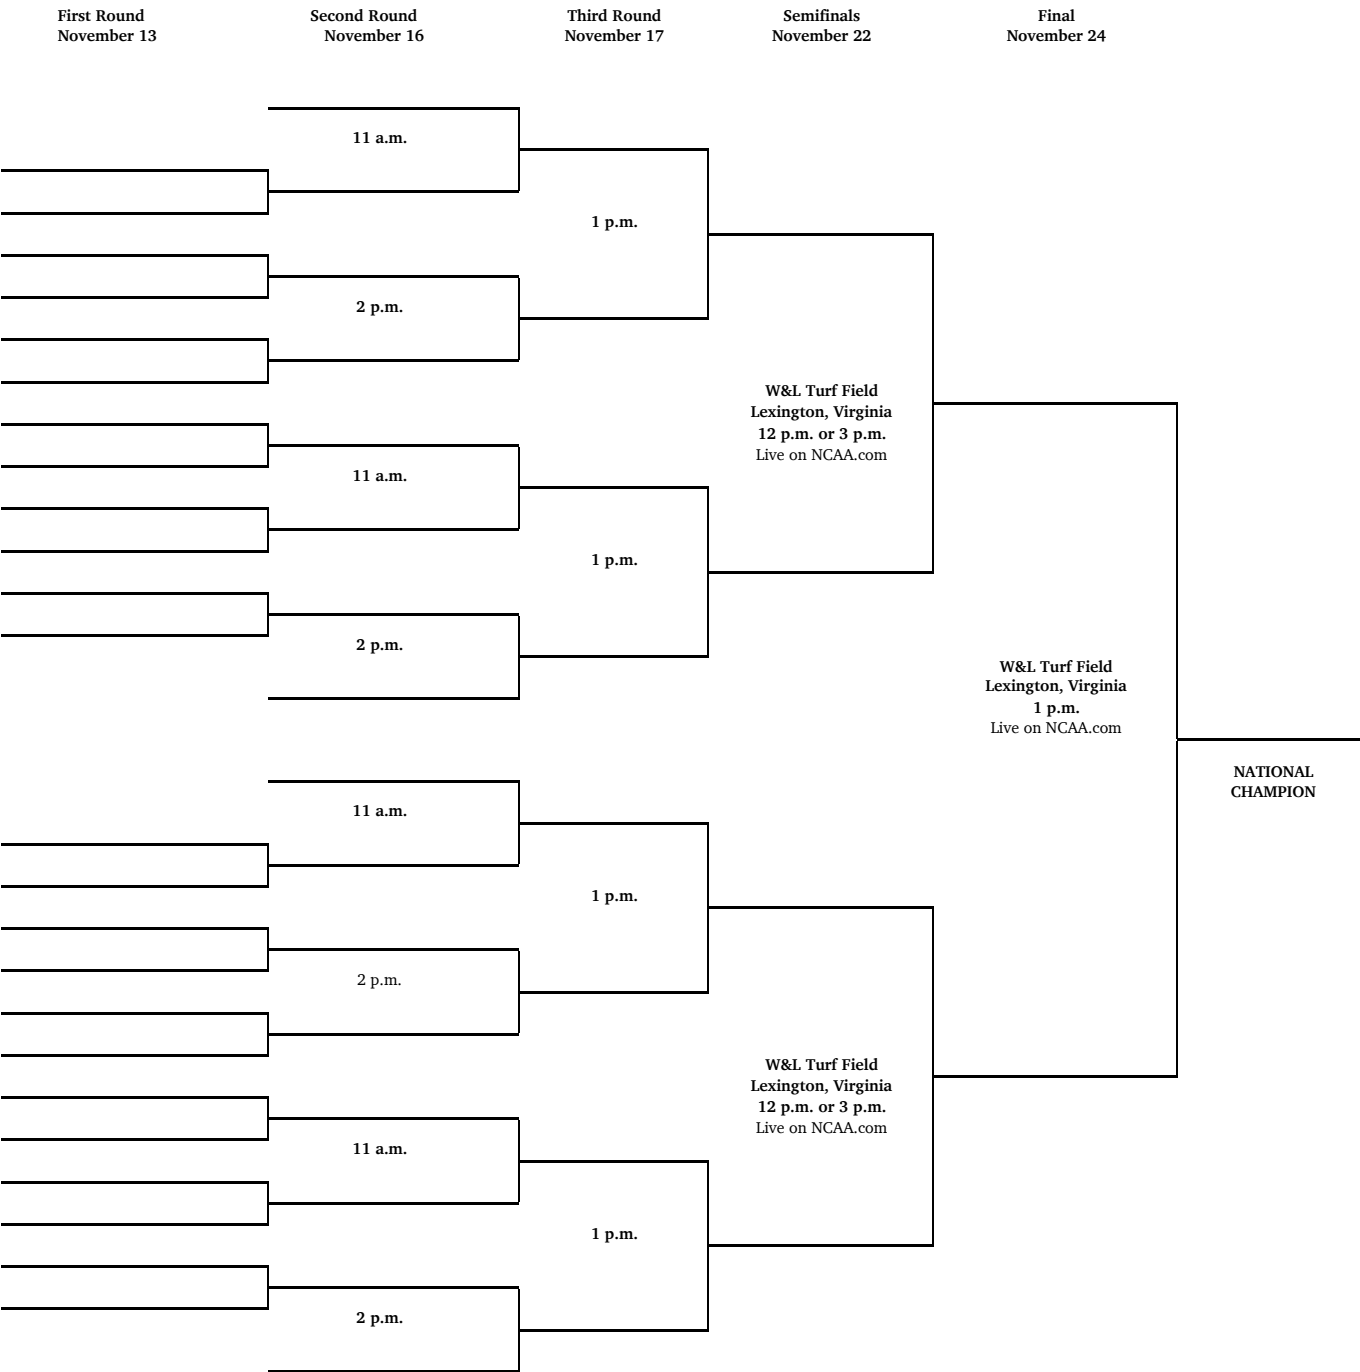 First Round
November 13
Second Round
November 16
Third Round
November 17
Semifinals
November 22
Final
November 24
11 a.m.
1 p.m.
2 p.m.
W&L Turf Field
Lexington, Virginia
12 p.m. or 3 p.m.
Live on NCAA.com
11 a.m.
1 p.m.
2 p.m.
W&L Turf Field
Lexington, Virginia
1 p.m.
Live on NCAA.com
NATIONAL
CHAMPION
11 a.m.
1 p.m.
2 p.m.
W&L Turf Field
Lexington, Virginia
12 p.m. or 3 p.m.
Live on NCAA.com
11 a.m.
1 p.m.
2 p.m.